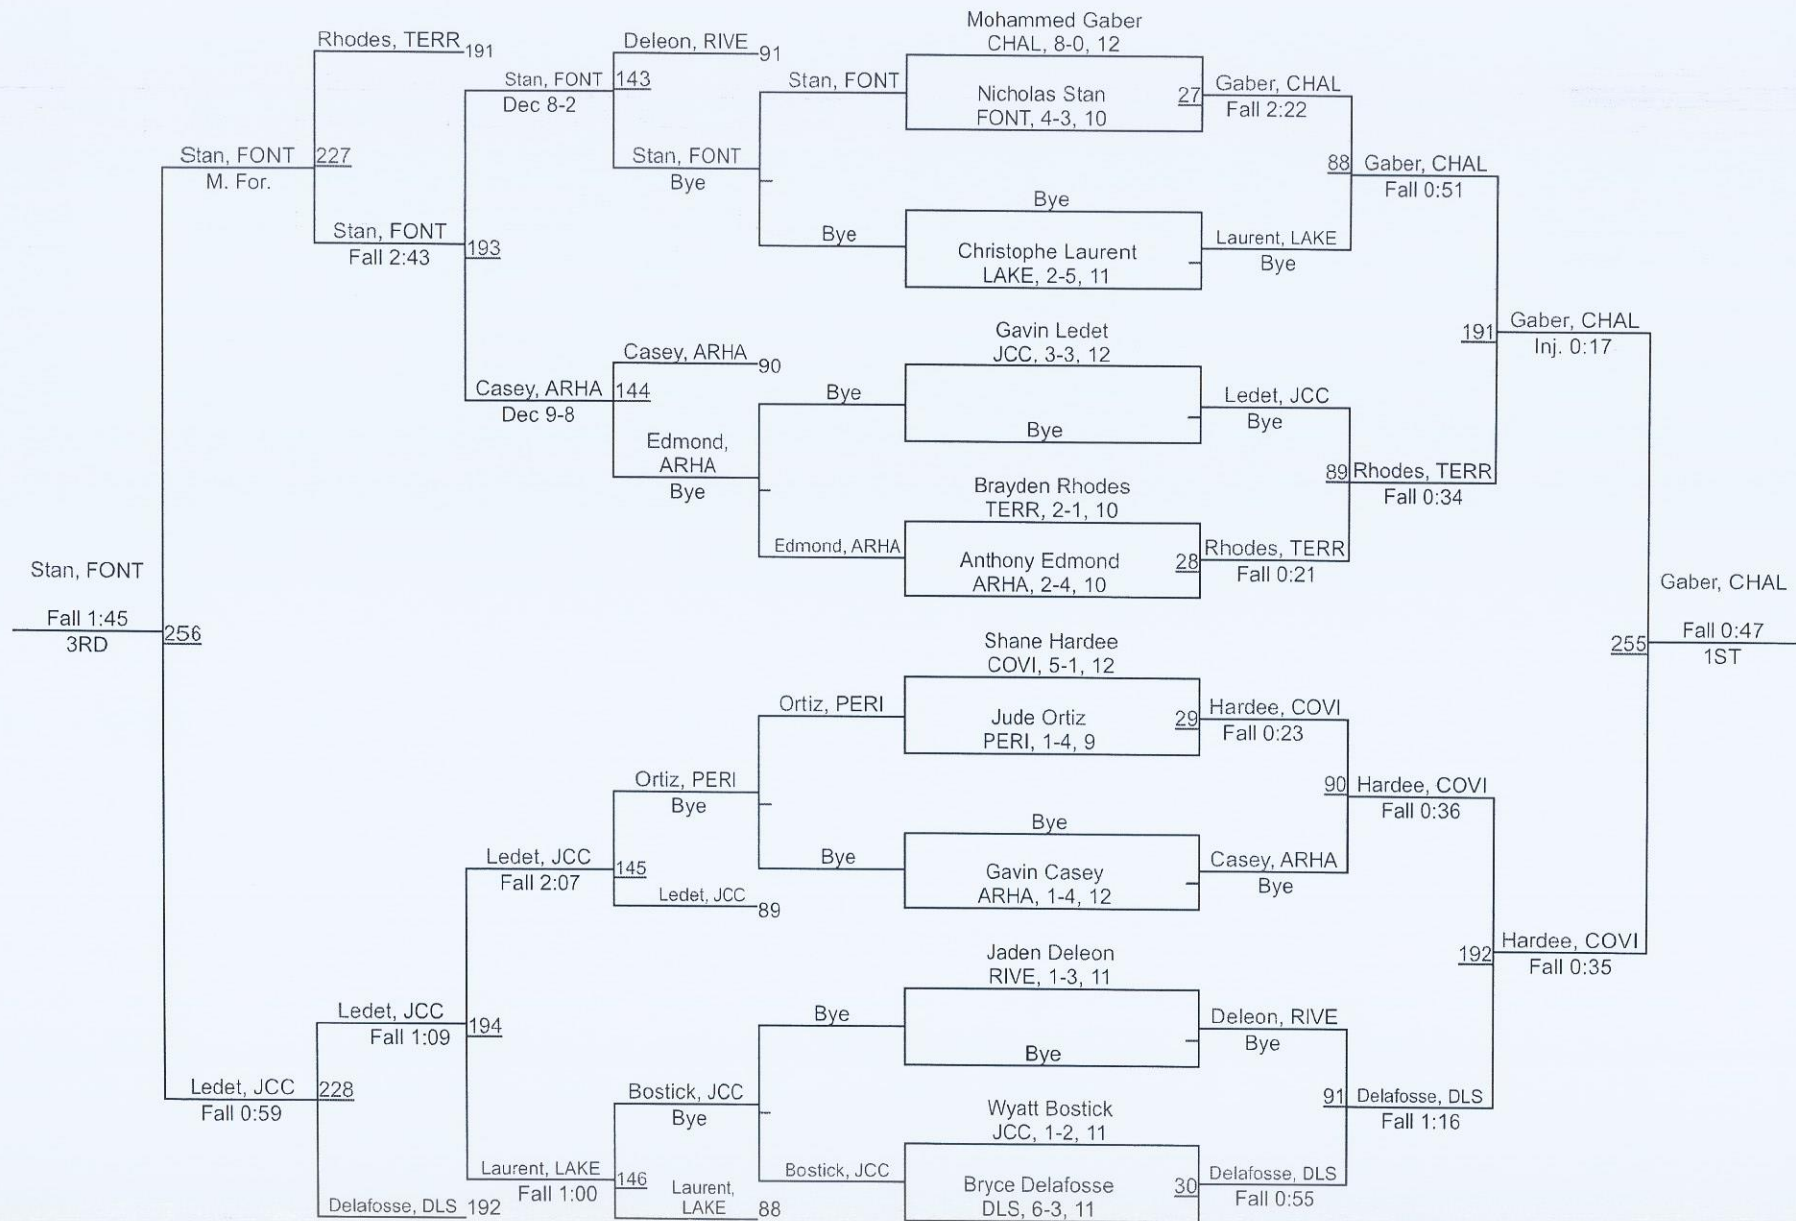 Mohammed Gaber
CHAL, 8-0, 12
Rhodes, TERR 191
Deleon, RIVE 91
Stan, FONT 143
Dec 8-2
Stan, FONT
Nicholas Stan 27
FONT, 4-3, 10
Gaber, CHAL
Fall 2:22
Stan, FONT 227
M. For.
Stan, FONT
Bye
88 Gaber, CHAL
Fall 0:51
Bye
Stan, FONT 193
Fall 2:43
Bye
Christophe Laurent
LAKE, 2-5, 11
Laurent, LAKE
Bye
Gavin Ledet
JCC, 3-3, 12
191 Gaber, CHAL
Inj. 0:17
Casey, ARHA 90
Casey, ARHA 144
Dec 9-8
Bye
Bye
Ledet, JCC
Bye
Edmond,
ARHA
Bye
89 Rhodes, TERR
Fall 0:34
Brayden Rhodes
TERR, 2-1, 10
Edmond, ARHA
Anthony Edmond 28
ARHA, 2-4, 10
Rhodes, TERR
Fall 0:21
Stan, FONT
Fall 1:45 256
3RD
Gaber, CHAL
255 Fall 0:47
1ST
Shane Hardee
COVI, 5-1, 12
Ortiz, PERI
Jude Ortiz 29
PERI, 1-4, 9
Hardee, COVI
Fall 0:23
Ortiz, PERI
Bye
90 Hardee, COVI
Fall 0:36
Bye
Ledet, JCC 145
Fall 2:07
Bye
Gavin Casey
ARHA, 1-4, 12
Casey, ARHA
Bye
Ledet, JCC 89
Jaden Deleon
RIVE, 1-3, 11
192 Hardee, COVI
Fall 0:35
Ledet, JCC 194
Fall 1:09
Bye
Bye
Deleon, RIVE
Bye
Ledet, JCC 228
Fall 0:59
Bostick, JCC
Bye
91 Delafosse, DLS
Fall 1:16
Wyatt Bostick
JCC, 1-2, 11
Laurent, LAKE 146
Fall 1:00
Bostick, JCC
Bryce Delafosse 30
DLS, 6-3, 11
Delafosse, DLS
Fall 0:55
Delafosse, DLS 192
Laurent,
LAKE 88